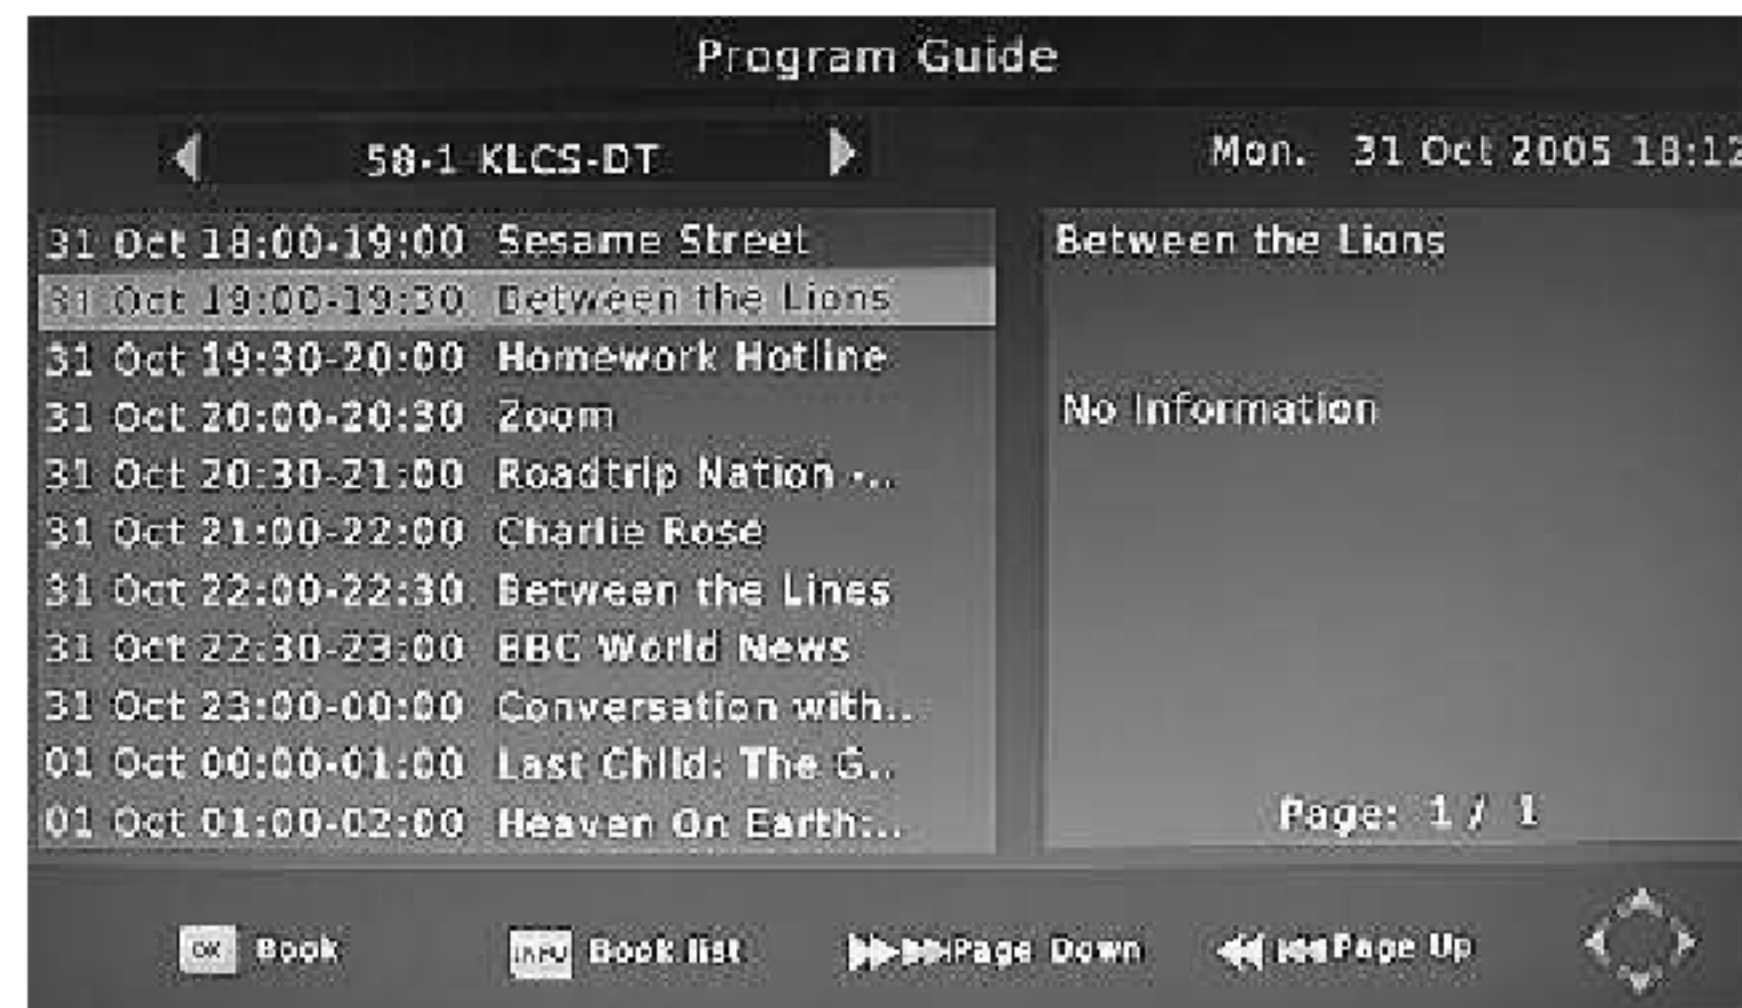 Program Guide
58-1 KLCS-DT
Mon. 31 Oct 2005 18:12
31 Oct 18:00-19:00 Sesame Street
31 Oct 19:00-19:30 Between the Lions
31 Oct 19:30-20:00 Homework Hotline
31 Oct 20:00-20:30 Zoom
31 Oct 20:30-21:00 Roadtrip Nation -..
31 Oct 21:00-22:00 Charlie Rose
31 Oct 22:00-22:30 Between the Lines
31 Oct 22:30-23:00 BBC World News
31 Oct 23:00-00:00 Conversation with..
01 Oct 00:00-01:00 Last Child: The G..
01 Oct 01:00-02:00 Heaven On Earth:..
Between the Lions
No Information
Page: 1 / 1
OK Book
INFO Book list
Page Down
Page Up